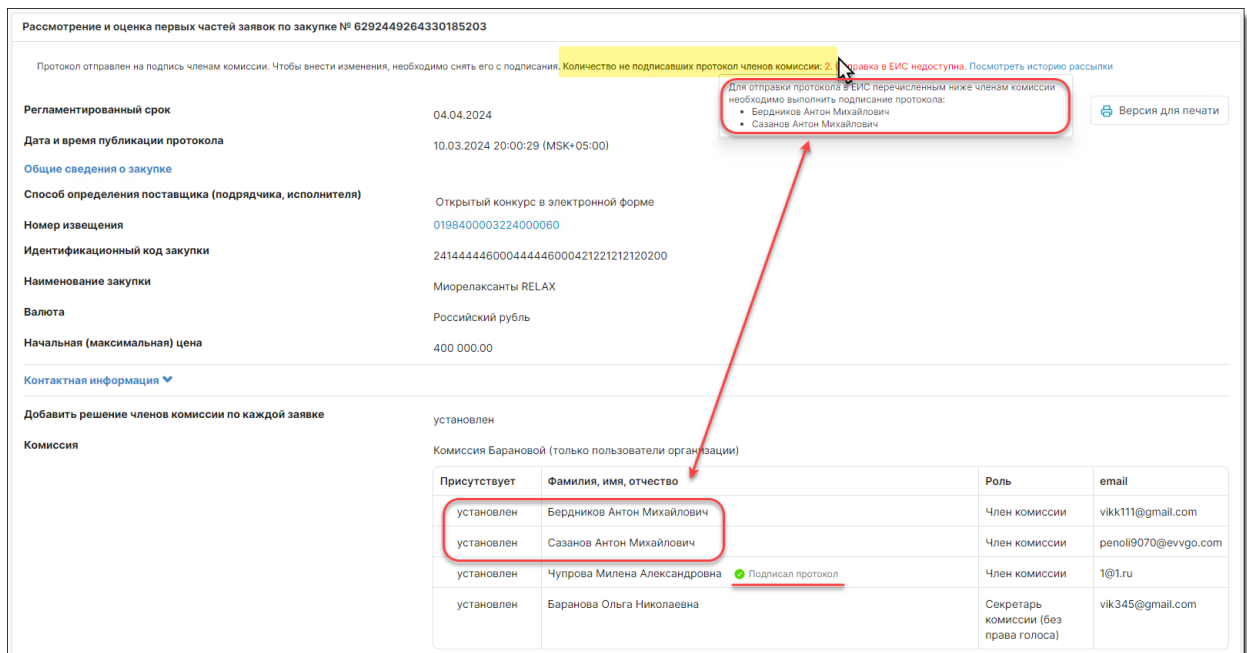 Рассмотрение и оценка первых частей заявок по закупке № 6292449264330185203
Протокол отправлен на подпись членам комиссии. Чтобы внести изменения, необходимо снять его с подписания. Количество не подписавших протокол членов комиссии: 2. правка в ЕИС недоступна. Посмотреть историю рассылки
Для отправки протокола в ЕИС перечисленным ниже членам комиссии
необходимо выполнить подписание протокола:
• Бердников Антон Михайлович
• Сазанов Антон Михайлович
Версия для печати
Регламентированный срок 04.04.2024
Дата и время публикации протокола 10.03.2024 20:00:29 (MSK+05:00)
Общие сведения о закупке
Способ определения поставщика (подрядчика, исполнителя) Открытый конкурс в электронной форме
Номер извещения 0198400003224000060
Идентификационный код закупки 241444446000444446000421221212120200
Наименование закупки Миорелаксанты RELAX
Валюта Российский рубль
Начальная (максимальная) цена 400 000.00
Контактная информация
Добавить решение членов комиссии по каждой заявке установлен
Комиссия Комиссия Барановой (только пользователи организации)
Присутствует Фамилия, имя, отчество Роль email
установлен Бердников Антон Михайлович Член комиссии vikk111@gmail.com
установлен Сазанов Антон Михайлович Член комиссии penoli9070@evvgo.com
установлен Чупрова Милена Александровна Подписал протокол Член комиссии 1@1.ru
установлен Баранова Ольга Николаевна Секретарь vik345@gmail.com
комиссии (без
права голоса)